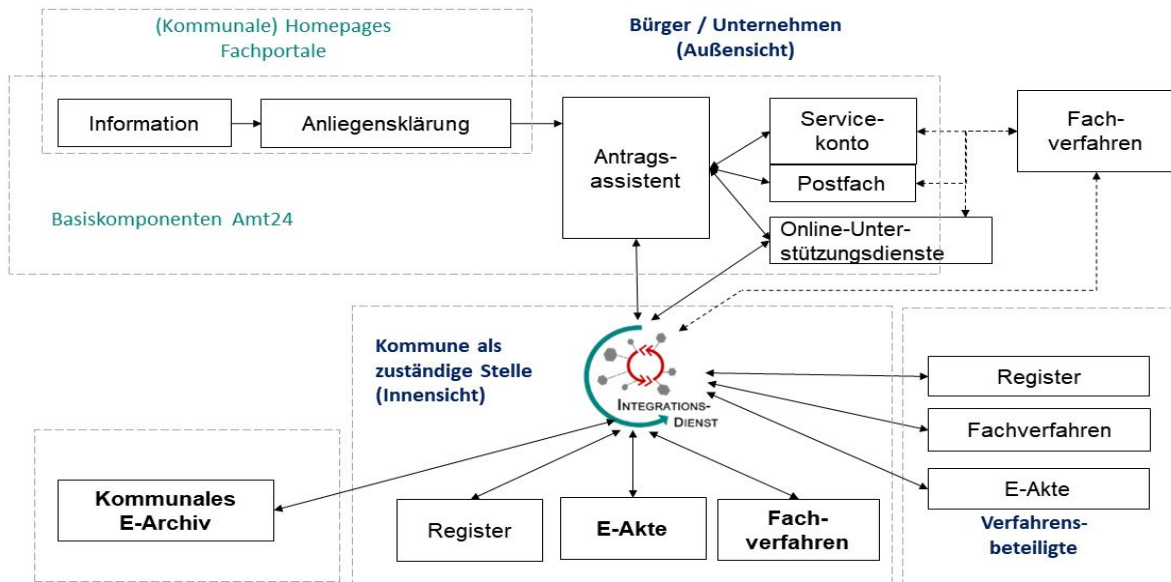 (Kommunale) Homepages
Fachportale
Bürger / Unternehmen
(Außensicht)
Information
Anliegensklärung
Antrags-
assistent
Service-
konto
Postfach
Online-Unter-
stützungsdienste
Fach-
verfahren
Basiskomponenten Amt24
Kommune als
zuständige Stelle
(Innensicht)
INTEGRATIONS-
DIENST
Register
Fachverfahren
E-Akte
Verfahrens-
beteiligte
Kommunales
E-Archiv
Register
E-Akte
Fach-
verfahren